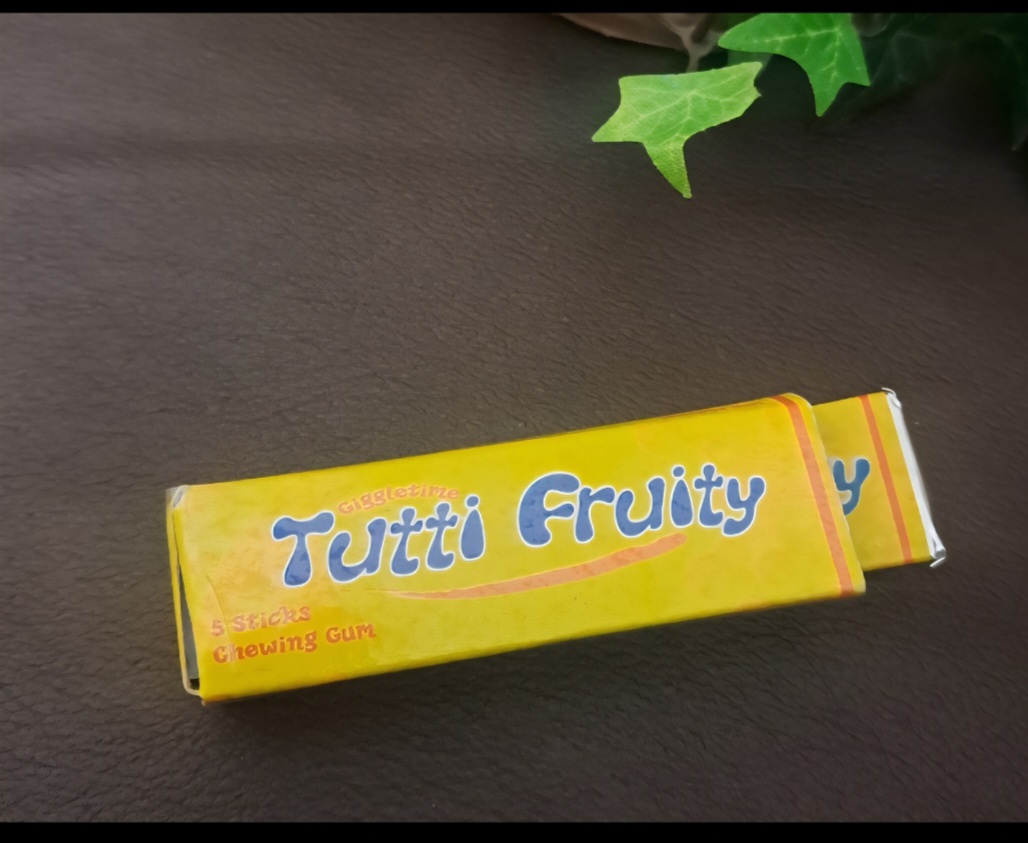 Giggletime
Tutti Fruity
y
5 Sticks
Chewing Gum